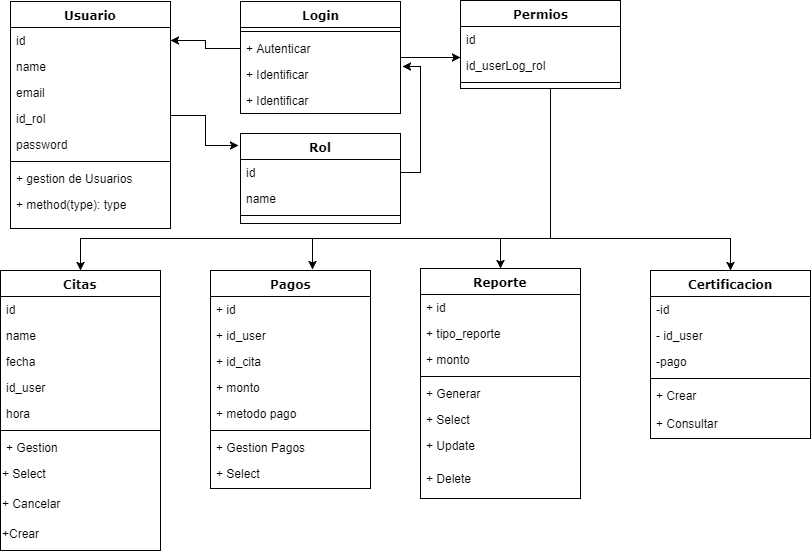 Usuario
id
name
email
id_rol
password
+ gestion de Usuarios
+ method(type): type
Login
+ Autenticar
+ Identificar
+ Identificar
Permios
id
id_userLog_rol
Rol
id
name
Citas
id
name
fecha
id_user
hora
+ Gestion
+ Select
+ Cancelar
+Crear
Pagos
+ id
+ id_user
+ id_cita
+ monto
+ metodo pago
+ Gestion Pagos
+ Select
Reporte
+ id
+ tipo_reporte
+ monto
+ Generar
+ Select
+ Update
+ Delete
Certificacion
-id
- id_user
-pago
+ Crear
+ Consultar